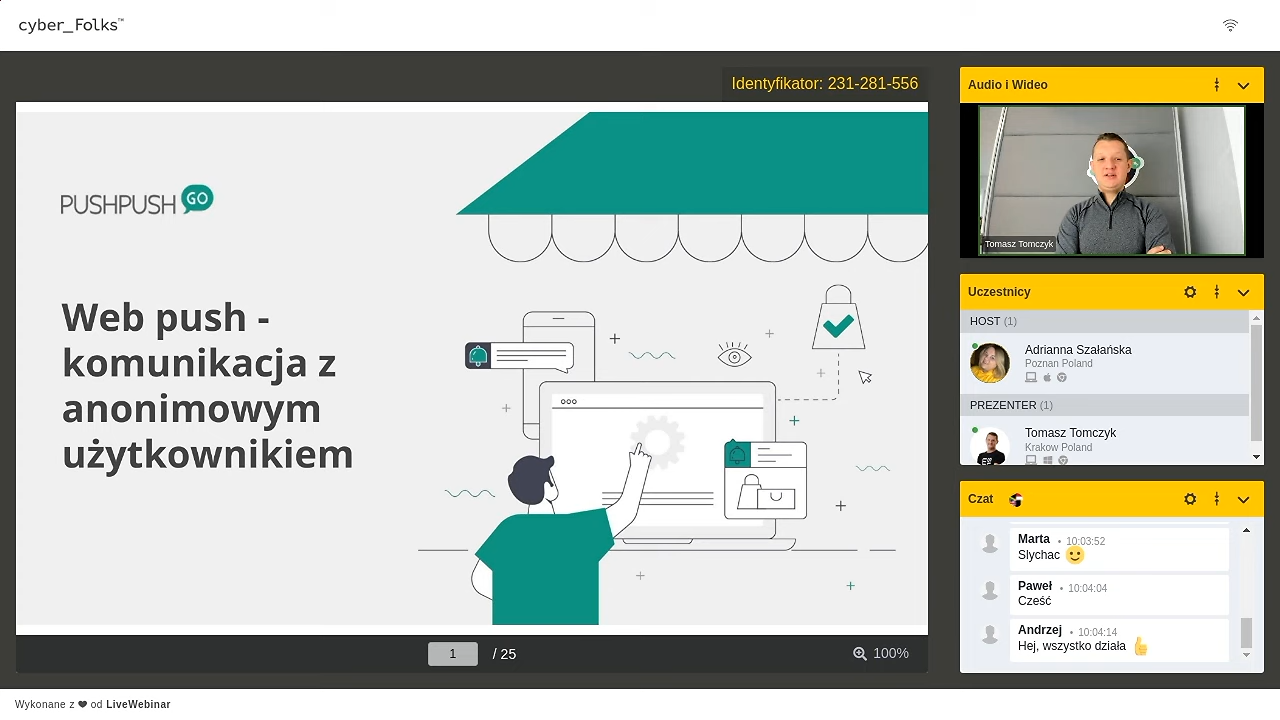 cyber_Folks™
Identyfikator: 231-281-556
PUSHPUSH GO
Web push -
komunikacja z
anonimowym
użytkownikiem
1 / 25
100%
Audio i Wideo
Tomasz Tomczyk
Uczestnicy
HOST (1)
Adrianna Szałańska
Poznan Poland
PREZENTER (1)
Tomasz Tomczyk
Krakow Poland
Czat
Marta • 10:03:52
Slychac 🙂
Paweł • 10:04:04
Cześć
Andrzej • 10:04:14
Hej, wszystko działa 👍
Wykonane z ❤ od LiveWebinar